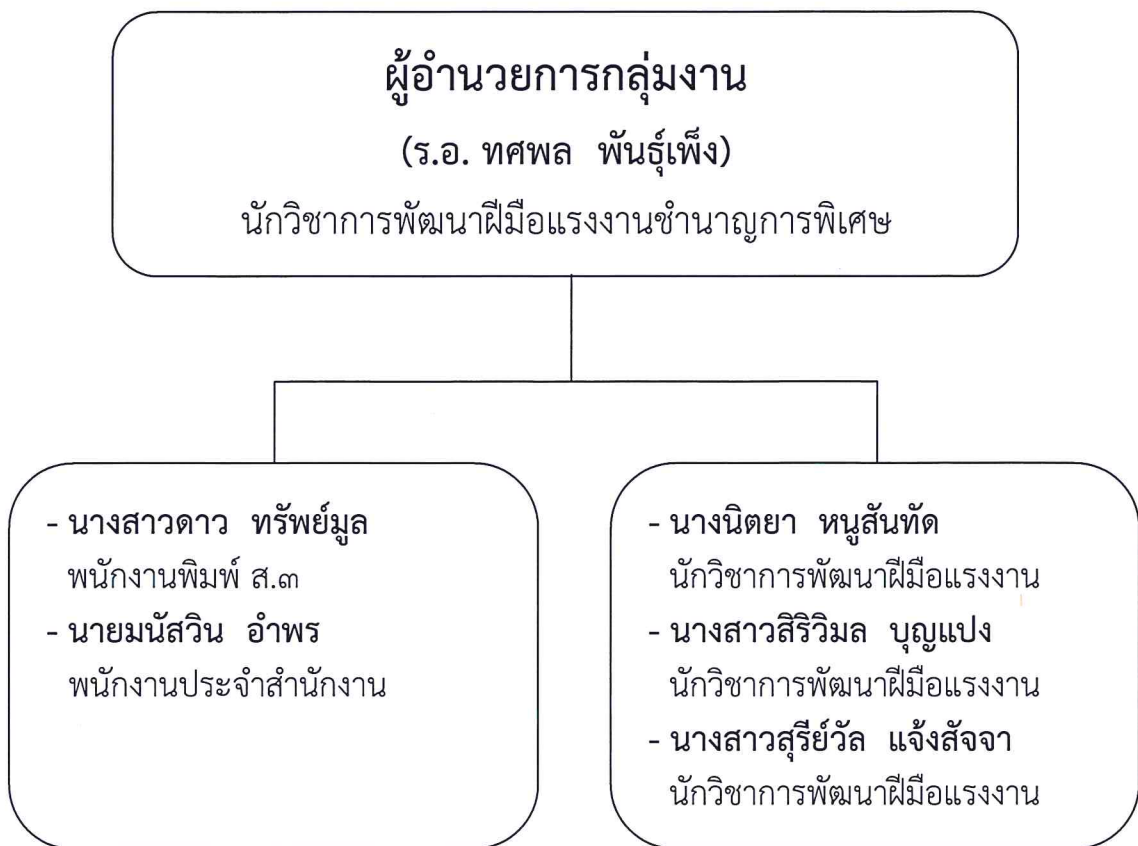 ผู้อำนวยการกลุ่มงาน
(ร.อ. ทศพล พันธุ์เพ็ง)
นักวิชาการพัฒนาฝีมือแรงงานชำนาญการพิเศษ
- นางสาวดาว ทรัพย์มูล
พนักงานพิมพ์ ส.๓
- นายมนัสวิน อำพร
พนักงานประจำสำนักงาน
- นางนิตยา หนูสันทัด
นักวิชาการพัฒนาฝีมือแรงงาน
- นางสาวสิริวิมล บุญแปง
นักวิชาการพัฒนาฝีมือแรงงาน
- นางสาวสุรีย์วัล แจ้งสัจจา
นักวิชาการพัฒนาฝีมือแรงงาน